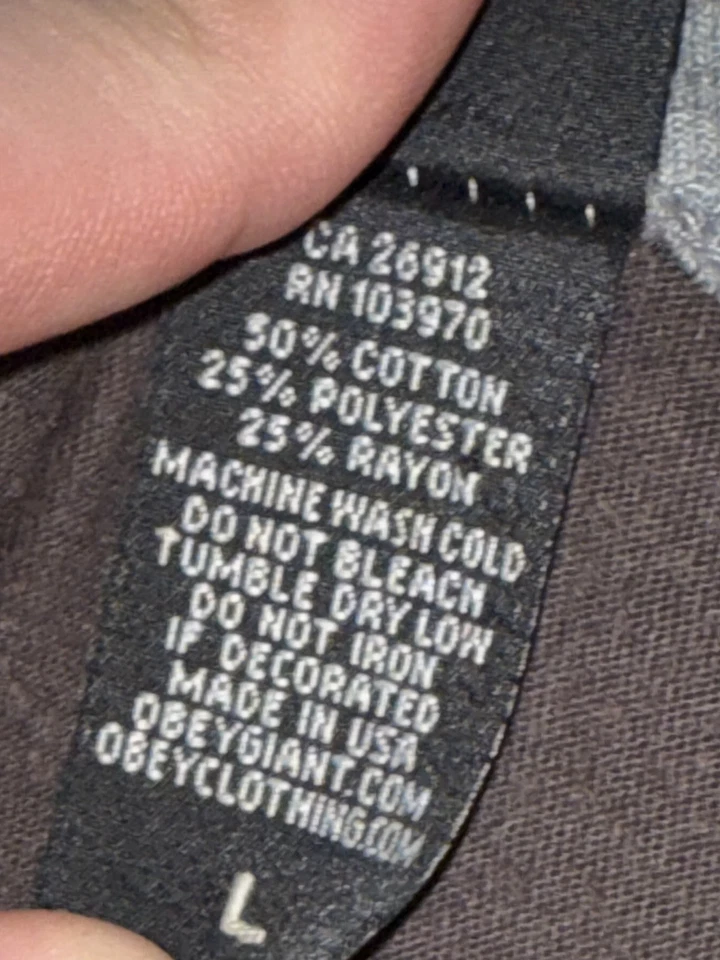 CA 26912
RN 103970
50% COTTON
25% POLYESTER
25% RAYON
MACHINE WASH COLD
DO NOT BLEACH
TUMBLE DRY LOW
DO NOT IRON
IF DECORATED
MADE IN USA
OBEYGIANT.COM
OBEYCLOTHING.COM
L